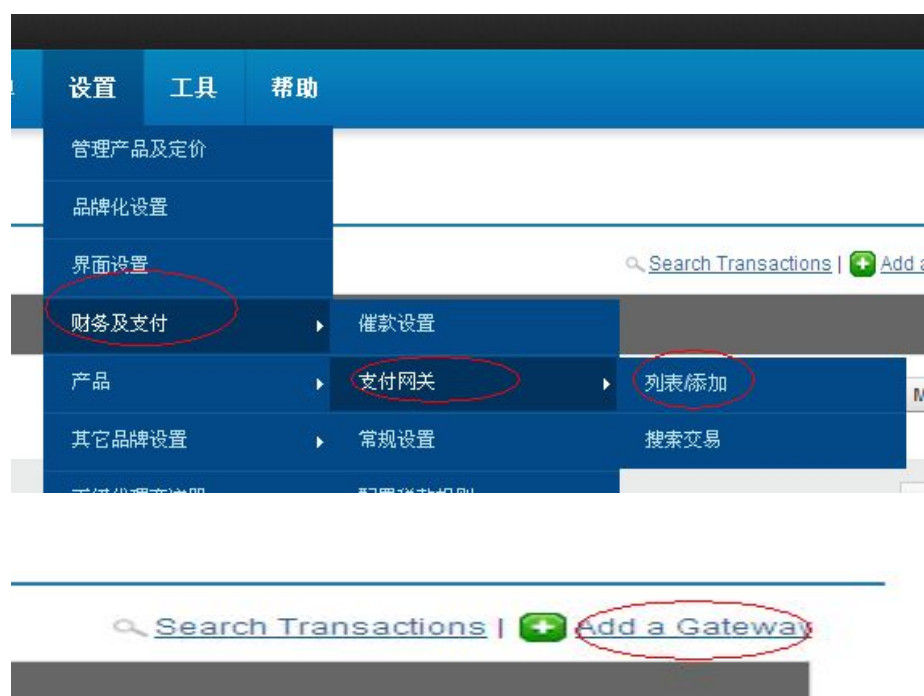 设置 工具 帮助
管理产品及定价
品牌化设置
界面设置
Search Transactions | Add a
财务及支付 催款设置
产品 支付网关 列表/添加
M
其它品牌设置 常规设置 搜索交易
Search Transactions | Add a Gateway